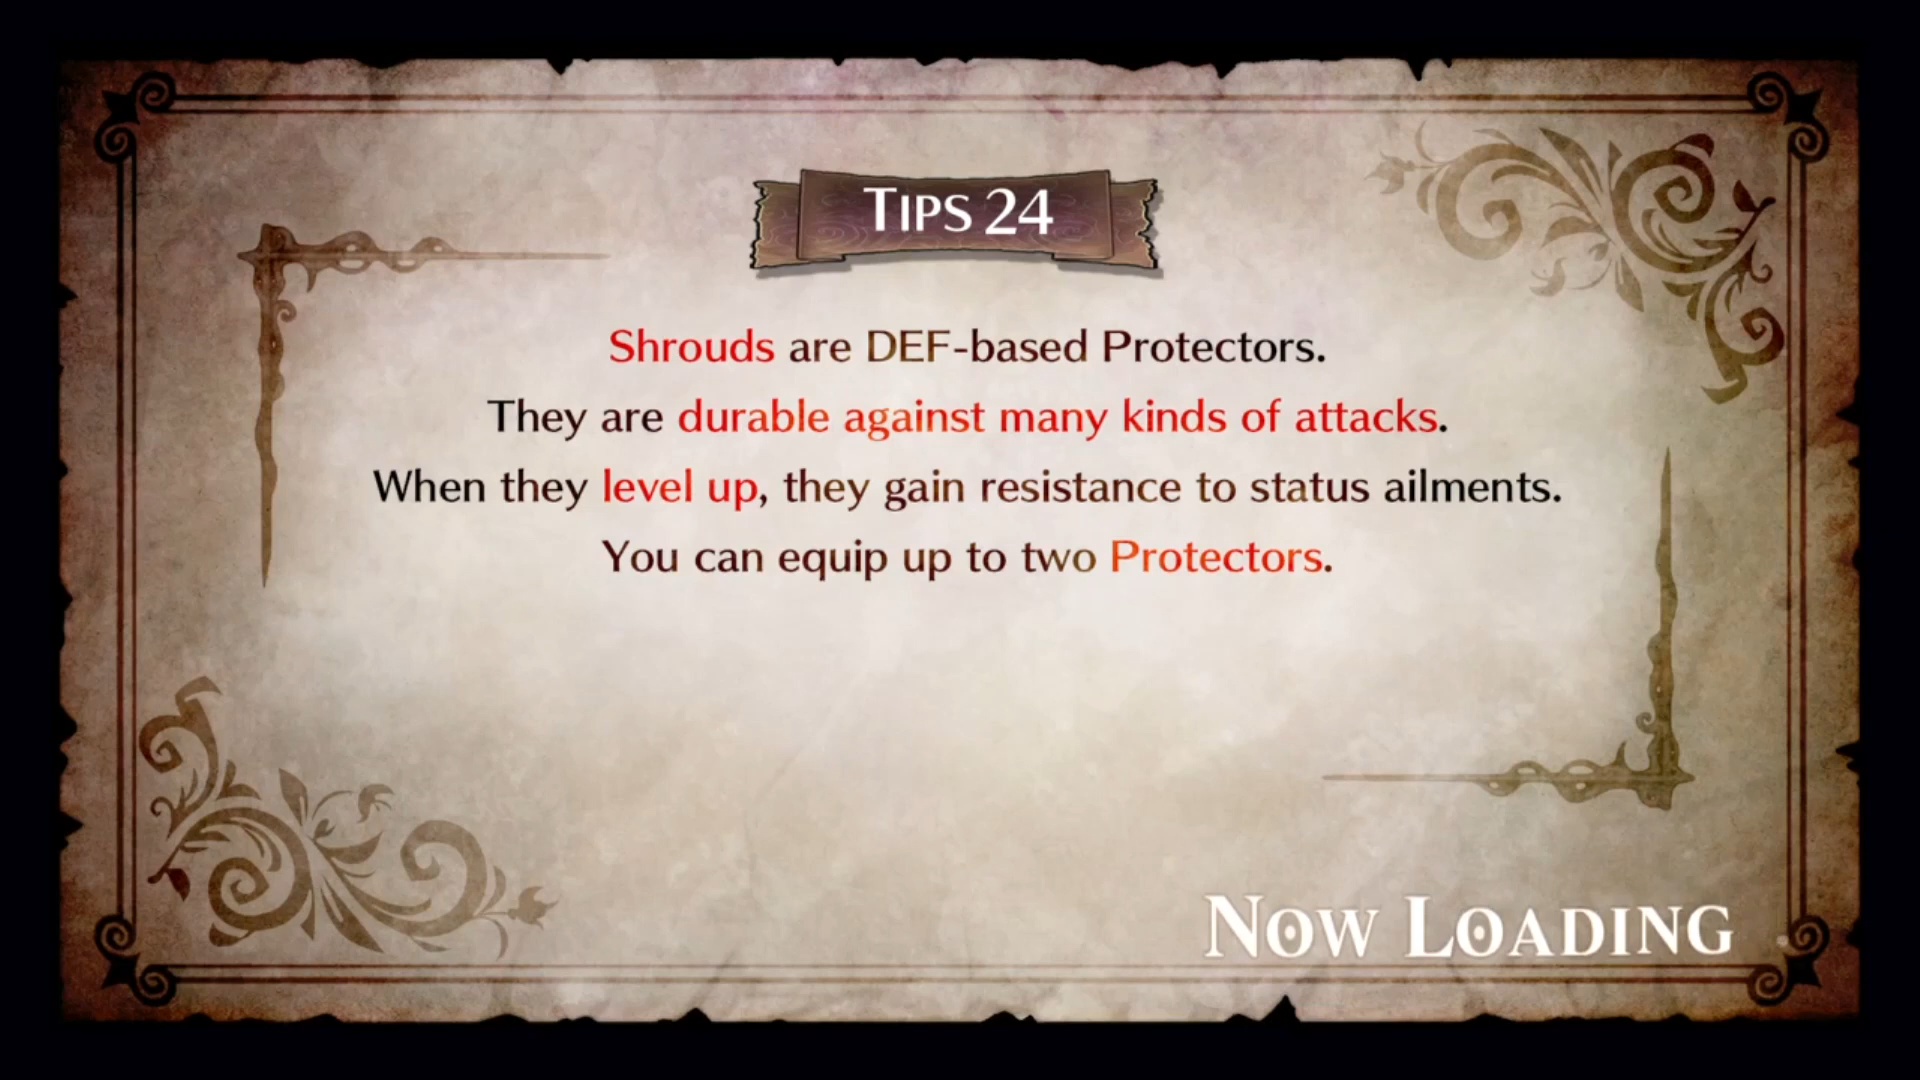 TIPS 24
Shrouds are DEF-based Protectors.
They are durable against many kinds of attacks.
When they level up, they gain resistance to status ailments.
You can equip up to two Protectors.
NOW LOADING